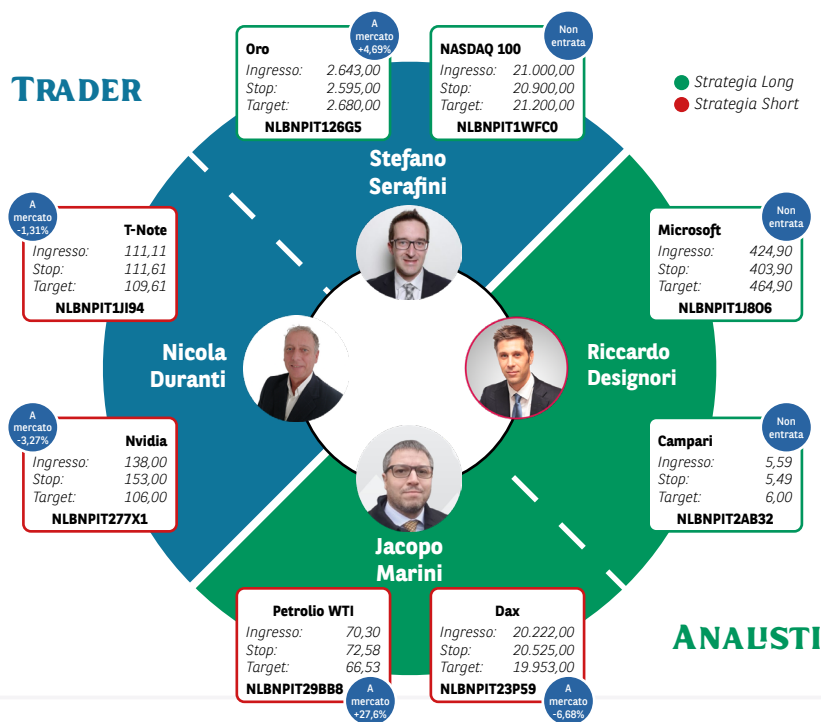 TRADER
A
mercato
+4,69%
Oro
Ingresso: 2.643,00
Stop: 2.595,00
Target: 2.680,00
NLBNPIT126G5
Non
entrata
NASDAQ 100
Ingresso: 21.000,00
Stop: 20.900,00
Target: 21.200,00
NLBNPIT1WFC0
Strategia Long
Strategia Short
Stefano
Serafini
A
mercato
-1,31%
T-Note
Ingresso: 111,11
Stop: 111,61
Target: 109,61
NLBNPIT1JI94
Non
entrata
Microsoft
Ingresso: 424,90
Stop: 403,90
Target: 464,90
NLBNPIT1J8O6
Nicola
Duranti
Riccardo
Designori
A
mercato
-3,27%
Nvidia
Ingresso: 138,00
Stop: 153,00
Target: 106,00
NLBNPIT277X1
Non
entrata
Campari
Ingresso: 5,59
Stop: 5,49
Target: 6,00
NLBNPIT2AB32
Jacopo
Marini
Petrolio WTI
Ingresso: 70,30
Stop: 72,58
Target: 66,53
NLBNPIT29BB8
A
mercato
+27,6%
Dax
Ingresso: 20.222,00
Stop: 20.525,00
Target: 19.953,00
NLBNPIT23P59
A
mercato
-6,68%
ANALISTI